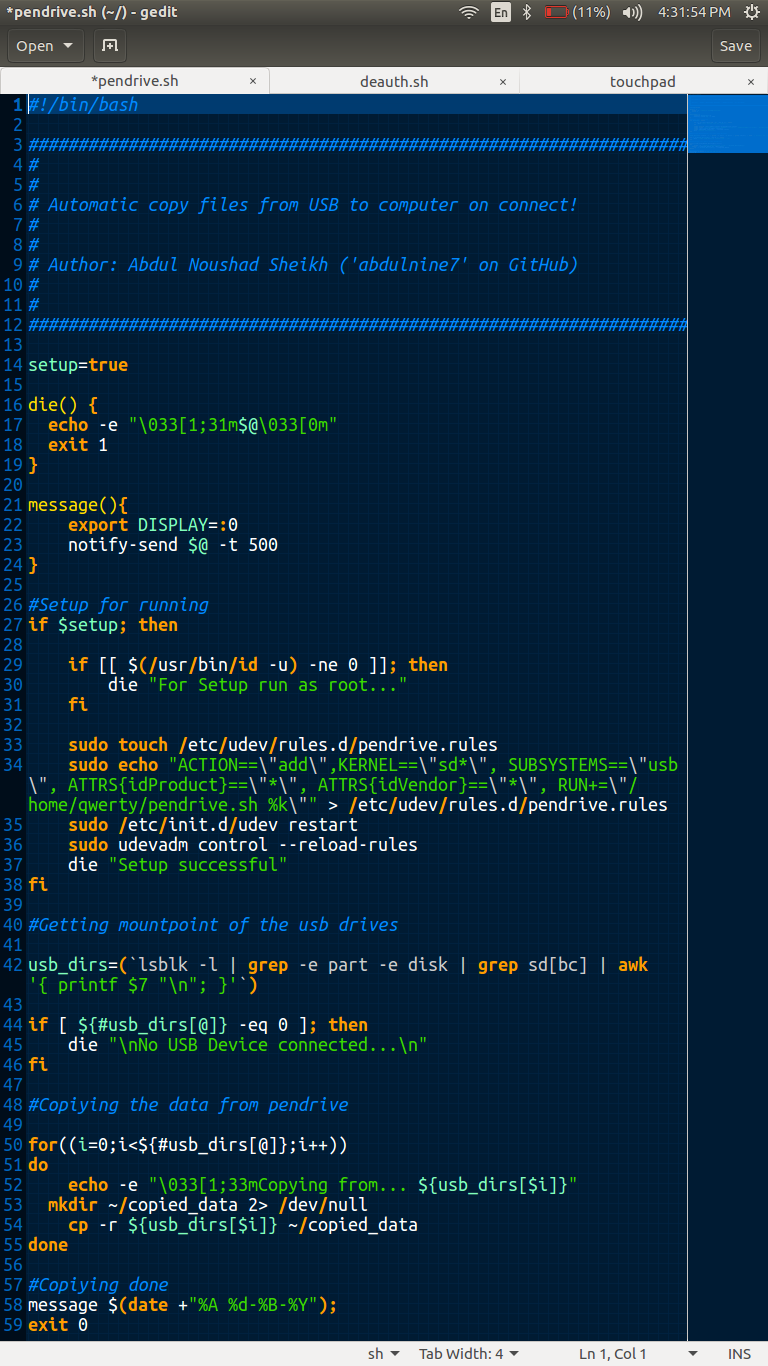 *pendrive.sh (~/) - gedit En (11%) 4:31:54 PM
Open Save
*pendrive.sh × deauth.sh × touchpad ×
1 #!/bin/bash
2
3 ##################################################################
4 #
5 #
6 # Automatic copy files from USB to computer on connect!
7 #
8 #
9 # Author: Abdul Noushad Sheikh ('abdulnine7' on GitHub)
10 #
11 #
12 ##################################################################
13
14 setup=true
15
16 die() {
17   echo -e "\033[1;31m$@\033[0m"
18   exit 1
19 }
20
21 message(){
22     export DISPLAY=:0
23     notify-send $@ -t 500
24 }
25
26 #Setup for running
27 if $setup; then
28
29     if [[ $(/usr/bin/id -u) -ne 0 ]]; then
30         die "For Setup run as root..."
31     fi
32
33     sudo touch /etc/udev/rules.d/pendrive.rules
34     sudo echo "ACTION==\"add\",KERNEL==\"sd*\", SUBSYSTEMS==\"usb
\", ATTRS{idProduct}==\"*\", ATTRS{idVendor}==\"*\", RUN+=\"/
home/qwerty/pendrive.sh %k\"" > /etc/udev/rules.d/pendrive.rules
35     sudo /etc/init.d/udev restart
36     sudo udevadm control --reload-rules
37     die "Setup successful"
38 fi
39
40 #Getting mountpoint of the usb drives
41
42 usb_dirs=(`lsblk -l | grep -e part -e disk | grep sd[bc] | awk
'{ printf $7 "\n"; }'`)
43
44 if [ ${#usb_dirs[@]} -eq 0 ]; then
45     die "\nNo USB Device connected...\n"
46 fi
47
48 #Copiying the data from pendrive
49
50 for((i=0;i<${#usb_dirs[@]};i++))
51 do
52     echo -e "\033[1;33mCopying from... ${usb_dirs[$i]}"
53   mkdir ~/copied_data 2> /dev/null
54     cp -r ${usb_dirs[$i]} ~/copied_data
55 done
56
57 #Copiying done
58 message $(date +"%A %d-%B-%Y");
59 exit 0
sh Tab Width: 4 Ln 1, Col 1 INS